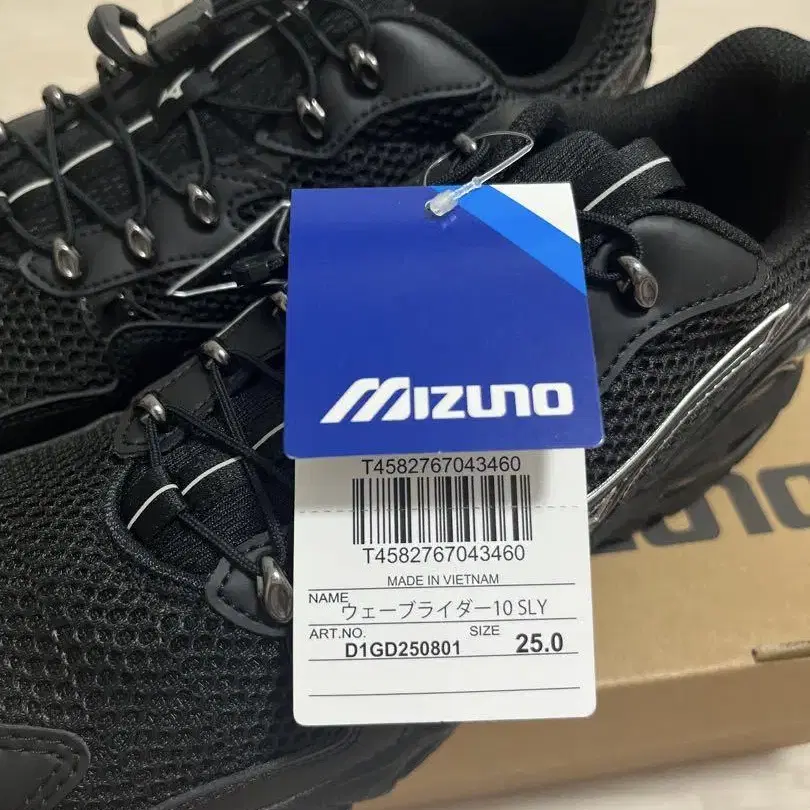 MIZUNO
T4582767043460
T4582767043460
MADE IN VIETNAM
NAME ウェーブライダー10 SLY
ART.NO. SIZE
D1GD250801 25.0